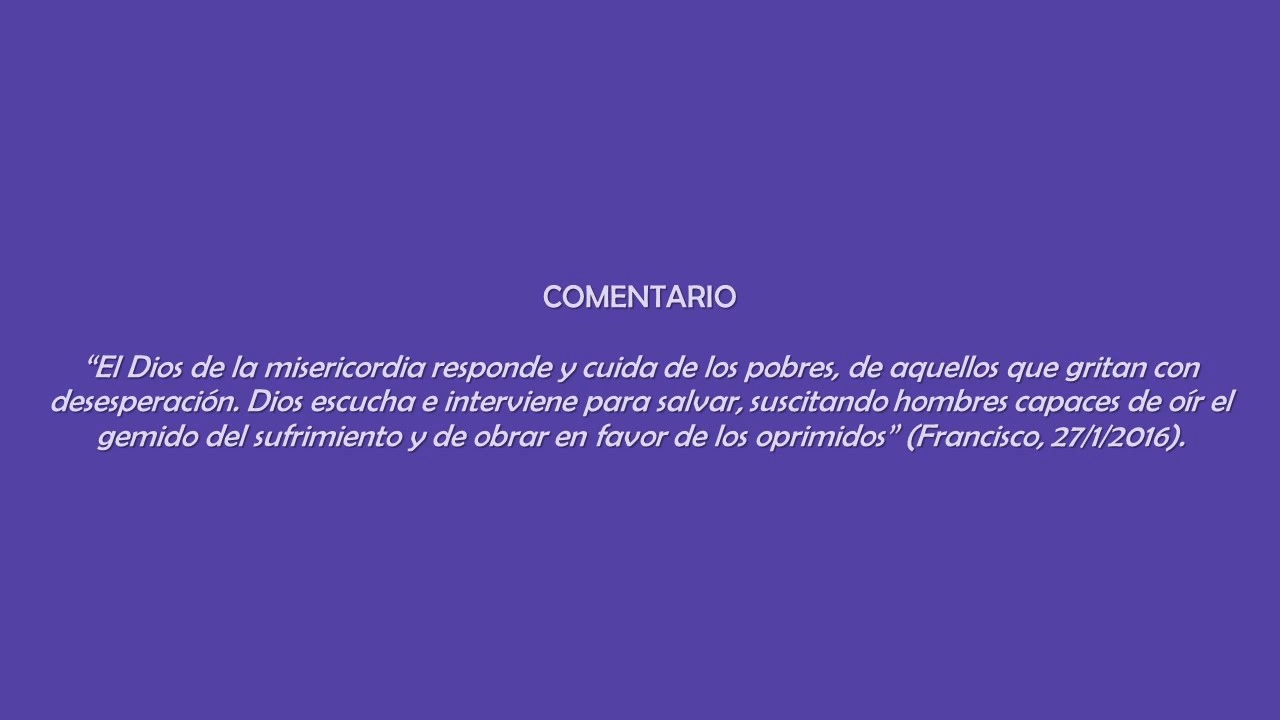 COMENTARIO
“El Dios de la misericordia responde y cuida de los pobres, de aquellos que gritan con
desesperación. Dios escucha e interviene para salvar, suscitando hombres capaces de oír el
gemido del sufrimiento y de obrar en favor de los oprimidos” (Francisco, 27/1/2016).